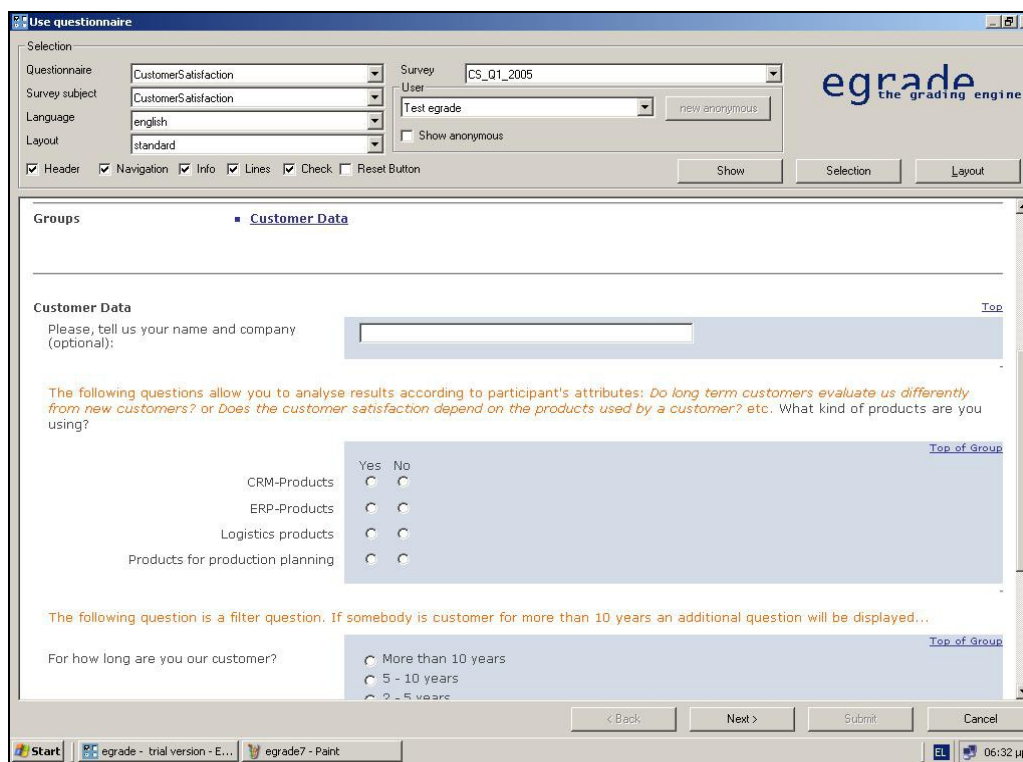 Use questionnaire
Selection
Questionnaire CustomerSatisfaction Survey CS_Q1_2005
Survey subject CustomerSatisfaction User
Language english Test egrade new anonymous
Layout standard Show anonymous
egrade
the grading engine
Header Navigation Info Lines Check Reset Button Show Selection Layout
Groups Customer Data
Customer Data Top
Please, tell us your name and company
(optional):
The following questions allow you to analyse results according to participant's attributes: Do long term customers evaluate us differently
from new customers? or Does the customer satisfaction depend on the products used by a customer? etc. What kind of products are you
using?
Top of Group
Yes No
CRM-Products
ERP-Products
Logistics products
Products for production planning
The following question is a filter question. If somebody is customer for more than 10 years an additional question will be displayed...
Top of Group
For how long are you our customer? More than 10 years
5 - 10 years
2 - 5 years
< Back Next > Submit Cancel
Start egrade - trial version - E... egrade7 - Paint EL 06:32 μμ